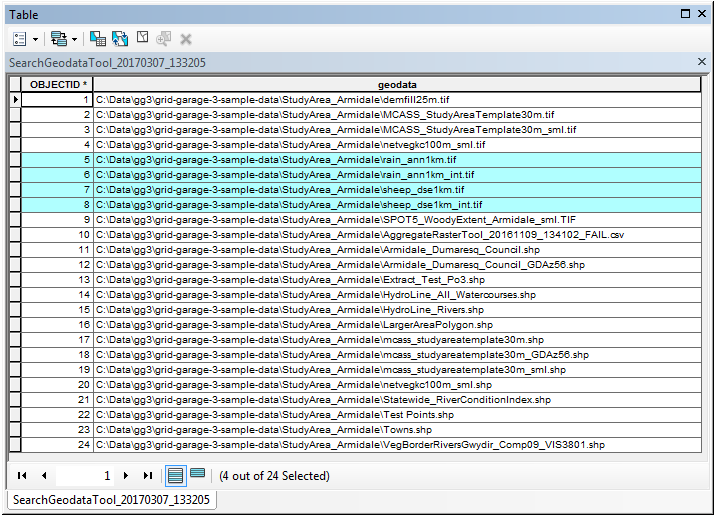 Table
SearchGeodataTool_20170307_133205
OBJECTID * geodata
1 C:\Data\gg3\grid-garage-3-sample-data\StudyArea_Armidale\demfill25m.tif
2 C:\Data\gg3\grid-garage-3-sample-data\StudyArea_Armidale\MCASS_StudyAreaTemplate30m.tif
3 C:\Data\gg3\grid-garage-3-sample-data\StudyArea_Armidale\MCASS_StudyAreaTemplate30m_sml.tif
4 C:\Data\gg3\grid-garage-3-sample-data\StudyArea_Armidale\netvegkc100m_sml.tif
5 C:\Data\gg3\grid-garage-3-sample-data\StudyArea_Armidale\rain_ann1km.tif
6 C:\Data\gg3\grid-garage-3-sample-data\StudyArea_Armidale\rain_ann1km_int.tif
7 C:\Data\gg3\grid-garage-3-sample-data\StudyArea_Armidale\sheep_dse1km.tif
8 C:\Data\gg3\grid-garage-3-sample-data\StudyArea_Armidale\sheep_dse1km_int.tif
9 C:\Data\gg3\grid-garage-3-sample-data\StudyArea_Armidale\SPOT5_WoodyExtent_Armidale_sml.TIF
10 C:\Data\gg3\grid-garage-3-sample-data\StudyArea_Armidale\AggregateRasterTool_20161109_134102_FAIL.csv
11 C:\Data\gg3\grid-garage-3-sample-data\StudyArea_Armidale\Armidale_Dumaresq_Council.shp
12 C:\Data\gg3\grid-garage-3-sample-data\StudyArea_Armidale\Armidale_Dumaresq_Council_GDAz56.shp
13 C:\Data\gg3\grid-garage-3-sample-data\StudyArea_Armidale\Extract_Test_Po3.shp
14 C:\Data\gg3\grid-garage-3-sample-data\StudyArea_Armidale\HydroLine_All_Watercourses.shp
15 C:\Data\gg3\grid-garage-3-sample-data\StudyArea_Armidale\HydroLine_Rivers.shp
16 C:\Data\gg3\grid-garage-3-sample-data\StudyArea_Armidale\LargerAreaPolygon.shp
17 C:\Data\gg3\grid-garage-3-sample-data\StudyArea_Armidale\mcass_studyareatemplate30m.shp
18 C:\Data\gg3\grid-garage-3-sample-data\StudyArea_Armidale\mcass_studyareatemplate30m_GDAz56.shp
19 C:\Data\gg3\grid-garage-3-sample-data\StudyArea_Armidale\mcass_studyareatemplate30m_sml.shp
20 C:\Data\gg3\grid-garage-3-sample-data\StudyArea_Armidale\netvegkc100m_sml.shp
21 C:\Data\gg3\grid-garage-3-sample-data\StudyArea_Armidale\Statewide_RiverConditionIndex.shp
22 C:\Data\gg3\grid-garage-3-sample-data\StudyArea_Armidale\Test Points.shp
23 C:\Data\gg3\grid-garage-3-sample-data\StudyArea_Armidale\Towns.shp
24 C:\Data\gg3\grid-garage-3-sample-data\StudyArea_Armidale\VegBorderRiversGwydir_Comp09_VIS3801.shp
1 (4 out of 24 Selected)
SearchGeodataTool_20170307_133205